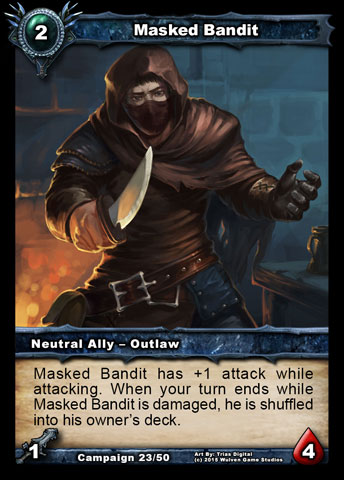 2
Masked Bandit
Neutral Ally – Outlaw
Masked Bandit has +1 attack while
attacking. When your turn ends while
Masked Bandit is damaged, he is shuffled
into his owner's deck.
1
Campaign 23/50
Art By: Trias Digital
(c) 2015 Wulven Game Studios
4